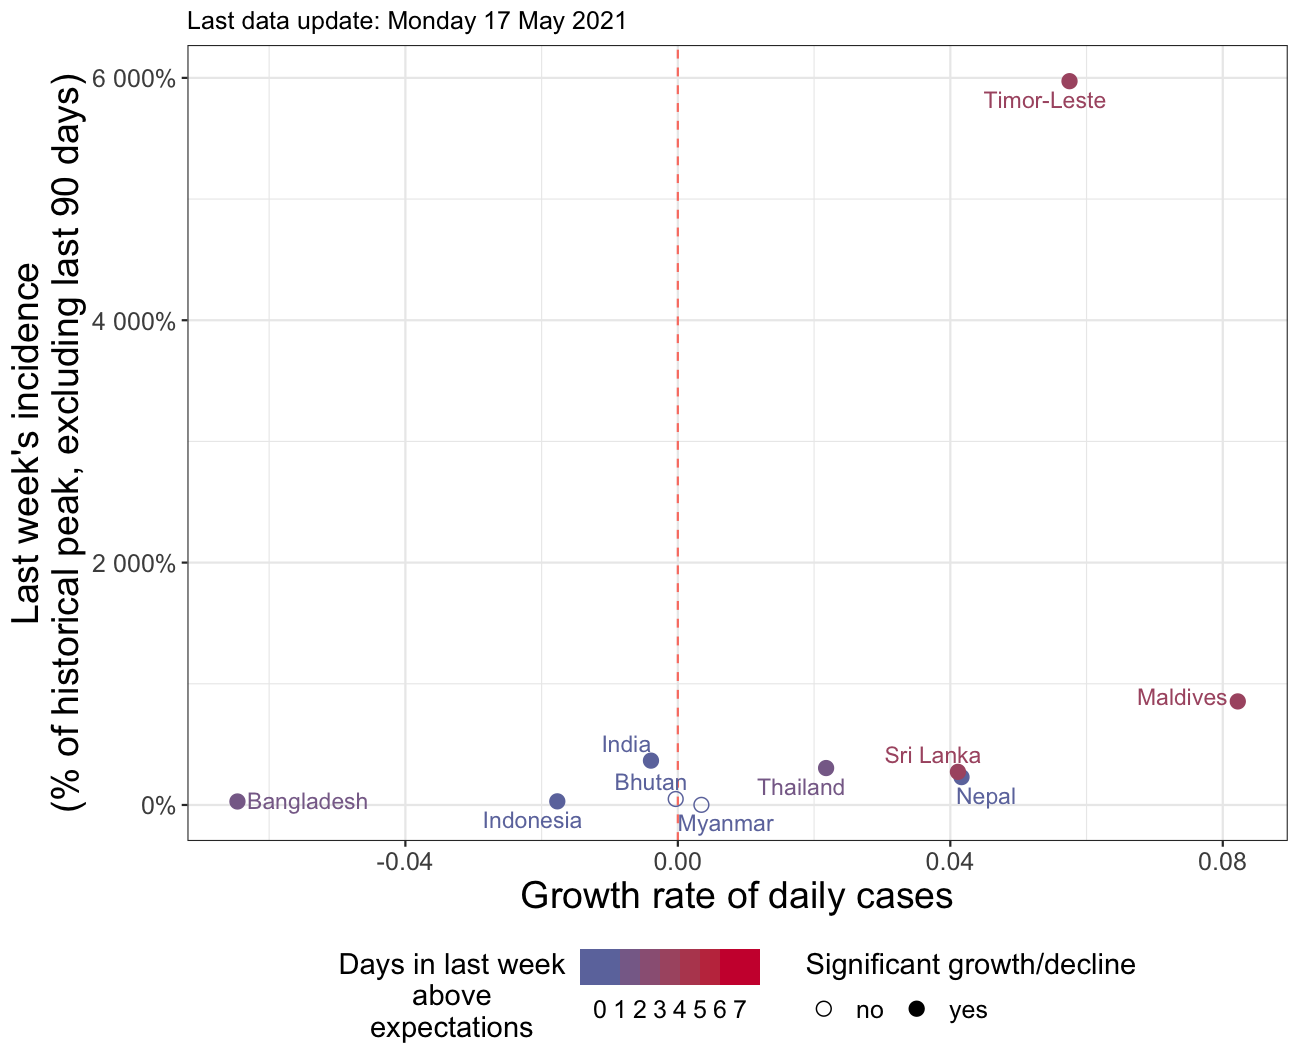 Last data update: Monday 17 May 2021
Last week's incidence
(% of historical peak, excluding last 90 days)
6 000%
4 000%
2 000%
0%
Timor-Leste
Maldives
India
Sri Lanka
Bhutan
Thailand
Nepal
Bangladesh
Indonesia
Myanmar
-0.04
0.00
0.04
0.08
Growth rate of daily cases
Days in last week
above
expectations
0 1 2 3 4 5 6 7
Significant growth/decline
no
yes